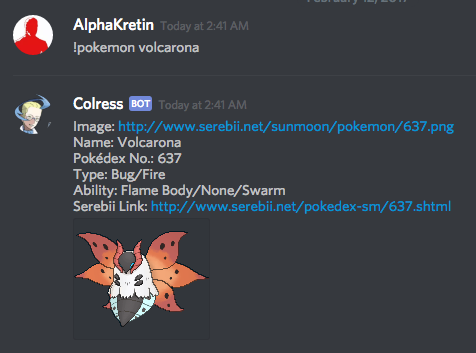 February 12, 2017
AlphaKretin Today at 2:41 AM
!pokemon volcarona
Colress BOT Today at 2:41 AM
Image: http://www.serebii.net/sunmoon/pokemon/637.png
Name: Volcarona
Pokédex No.: 637
Type: Bug/Fire
Ability: Flame Body/None/Swarm
Serebii Link: http://www.serebii.net/pokedex-sm/637.shtml